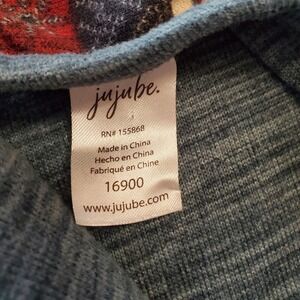 jujube.
RN# 155868
Made in China
Hecho en China
Fabriqué en Chine
16900
www.jujube.com